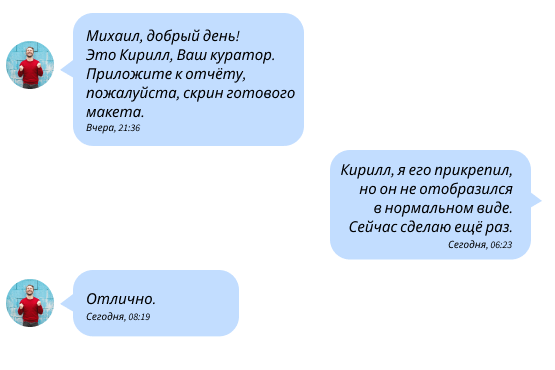 Михаил, добрый день!
Это Кирилл, Ваш куратор.
Приложите к отчёту,
пожалуйста, скрин готового
макета.
Вчера, 21:36
Кирилл, я его прикрепил,
но он не отобразился
в нормальном виде.
Сейчас сделаю ещё раз.
Сегодня, 06:23
Отлично.
Сегодня, 08:19